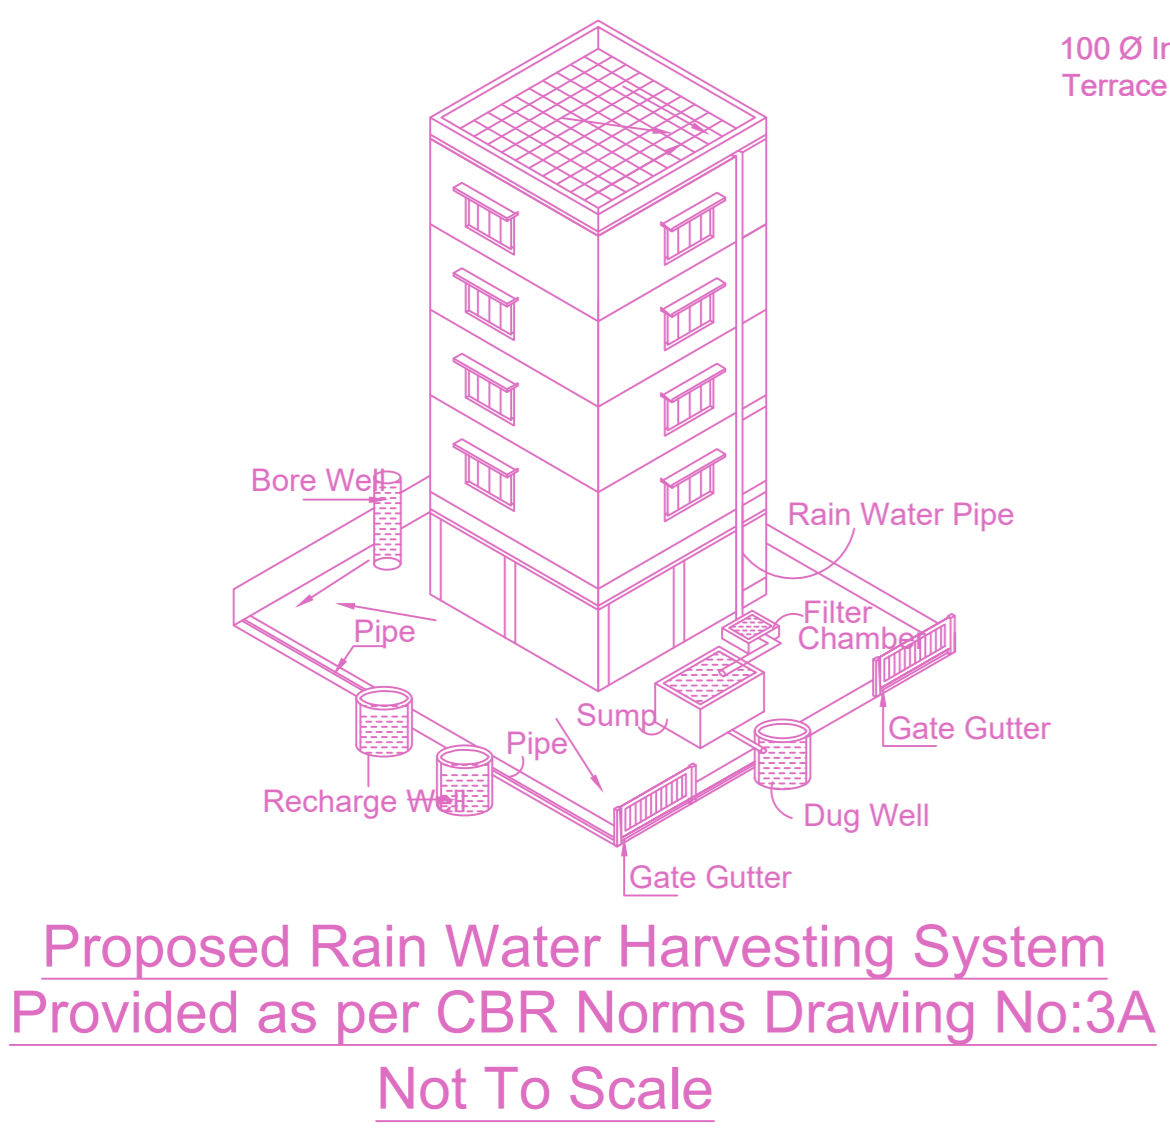 100 Ø
Terrace
Bore Well
Rain Water Pipe
Filter
Chamber
Pipe
Sump
Pipe
Gate Gutter
Recharge Well
Dug Well
Gate Gutter
Proposed Rain Water Harvesting System
Provided as per CBR Norms Drawing No:3A
Not To Scale